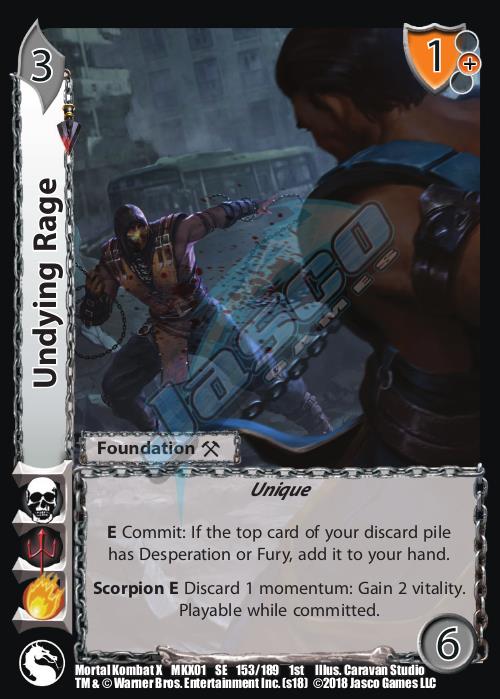 3
1
+
Undying Rage
Jasco
GAMES
Foundation
Unique
E Commit: If the top card of your discard pile
has Desperation or Fury, add it to your hand.
Scorpion E Discard 1 momentum: Gain 2 vitality.
Playable while committed.
6
Mortal Kombat X MKX01 SE 153/189 1st Illus. Caravan Studio
TM & © Warner Bros. Entertainment Inc. (s18) ©2018 Jasco Games LLC